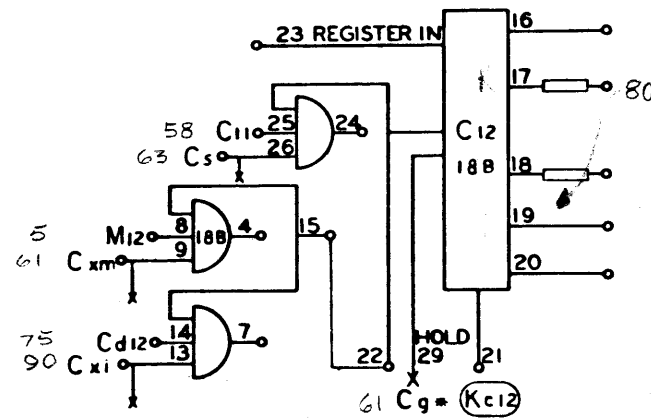 23 REGISTER IN
16
17
80
C12
18B
18
19
20
58 C11 25 24
63 Cs 26
5 M12 8 18B 4 15
61 Cxm 9
75 Cd12 14 7
90 Cxi 13
22
HOLD
29
21
61 Cg* Kc12